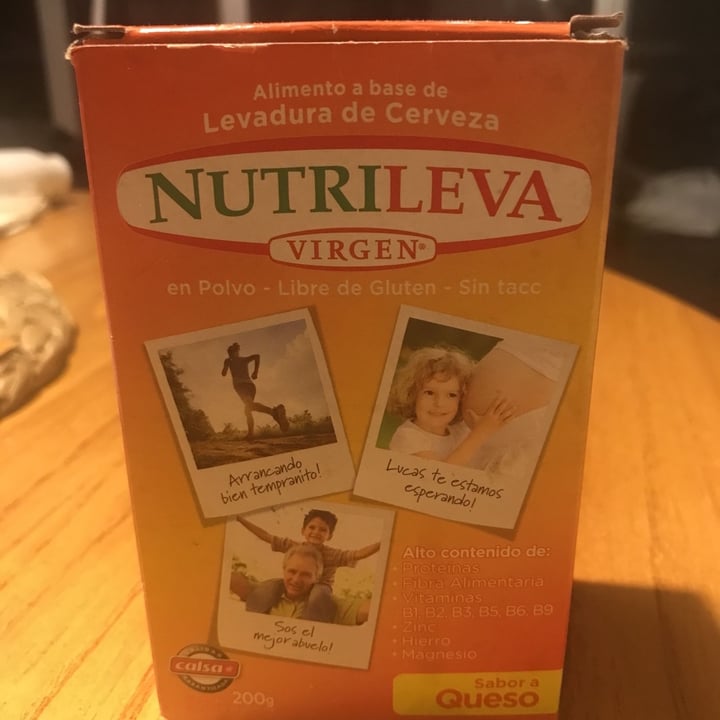 Alimento a base de
Levadura de Cerveza
NUTRILEVA
VIRGEN®
en Polvo - Libre de Gluten - Sin tacc
Arrancando
bien tempranito!
Lucas te estamos
esperando!
Sos el
mejor abuelo!
Alto contenido de:
• Proteínas
• Fibra Alimentaria
• Vitaminas
B1, B2, B3, B5, B6, B9
• Zinc
• Hierro
• Magnesio
calsa
200g
Sabor a
Queso